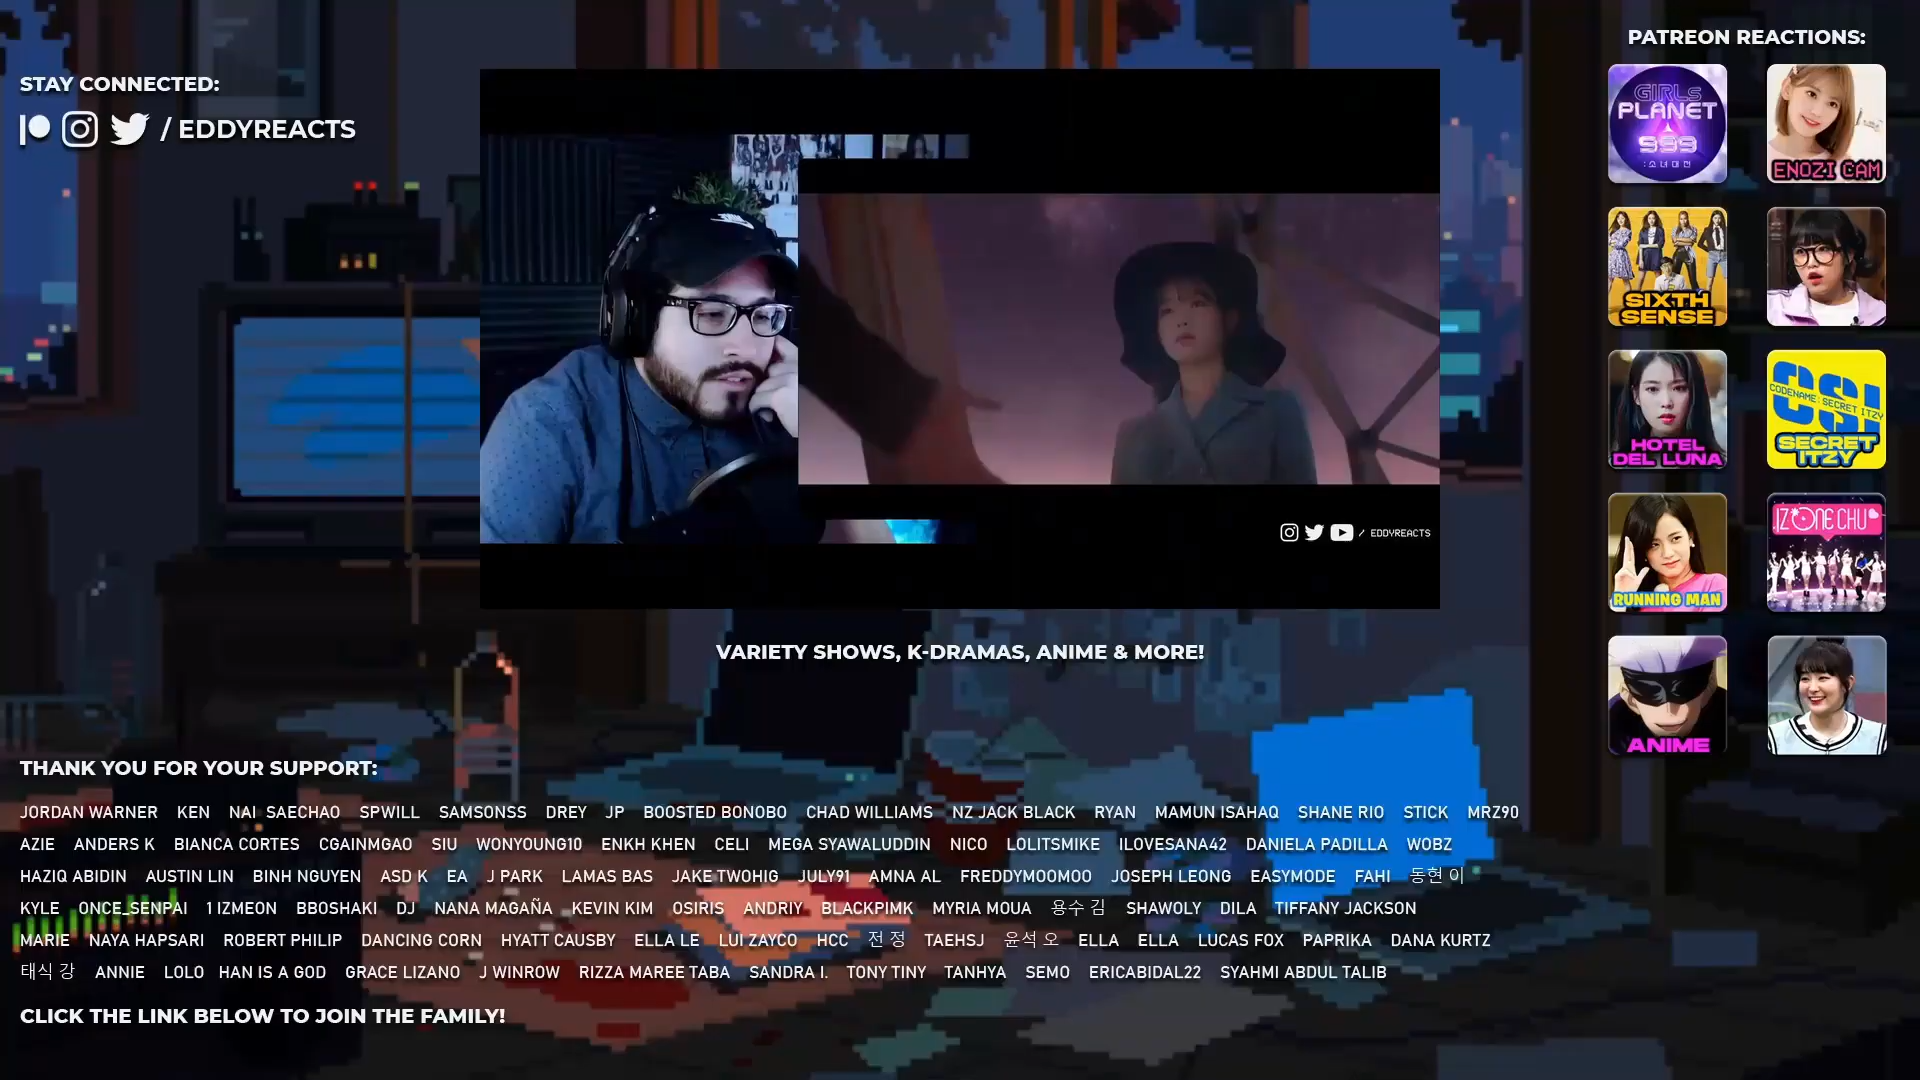 STAY CONNECTED:
/ EDDYREACTS
/ EDDYREACTS
VARIETY SHOWS, K-DRAMAS, ANIME & MORE!
PATREON REACTIONS:
GIRLS
PLANET
999
:소녀대전
ENOZI CAM
SIXTH
SENSE
HOTEL
DEL LUNA
CSI
CODENAME: SECRET ITZY
SECRET
ITZY
RUNNING MAN
IZ*ONE CHU
ANIME
THANK YOU FOR YOUR SUPPORT:
JORDAN WARNER KEN NAI SAECHAO SPWILL SAMSONSS DREY JP BOOSTED BONOBO CHAD WILLIAMS NZ JACK BLACK RYAN MAMUN ISAHAQ SHANE RIO STICK MRZ90
AZIE ANDERS K BIANCA CORTES CGAINMGAO SIU WONYOUNG10 ENKH KHEN CELI MEGA SYAWALUDDIN NICO LOLITSMIKE ILOVESANA42 DANIELA PADILLA WOBZ
HAZIQ ABIDIN AUSTIN LIN BINH NGUYEN ASD K EA J PARK LAMAS BAS JAKE TWOHIG JULY91 AMNA AL FREDDYMOOMOO JOSEPH LEONG EASYMODE FAHI 동현 이
KYLE ONCE_SENPAI 1 IZMEON BBOSHAKI DJ NANA MAGAÑA KEVIN KIM OSIRIS ANDRIY BLACKPIMK MYRIA MOUA 용수 김 SHAWOLY DILA TIFFANY JACKSON
MARIE NAYA HAPSARI ROBERT PHILIP DANCING CORN HYATT CAUSBY ELLA LE LUI ZAYCO HCC 전 정 TAEHSJ 윤석 오 ELLA ELLA LUCAS FOX PAPRIKA DANA KURTZ
태식 강 ANNIE LOLO HAN IS A GOD GRACE LIZANO J WINROW RIZZA MAREE TABA SANDRA I. TONY TINY TANHYA SEMO ERICABIDAL22 SYAHMI ABDUL TALIB
CLICK THE LINK BELOW TO JOIN THE FAMILY!